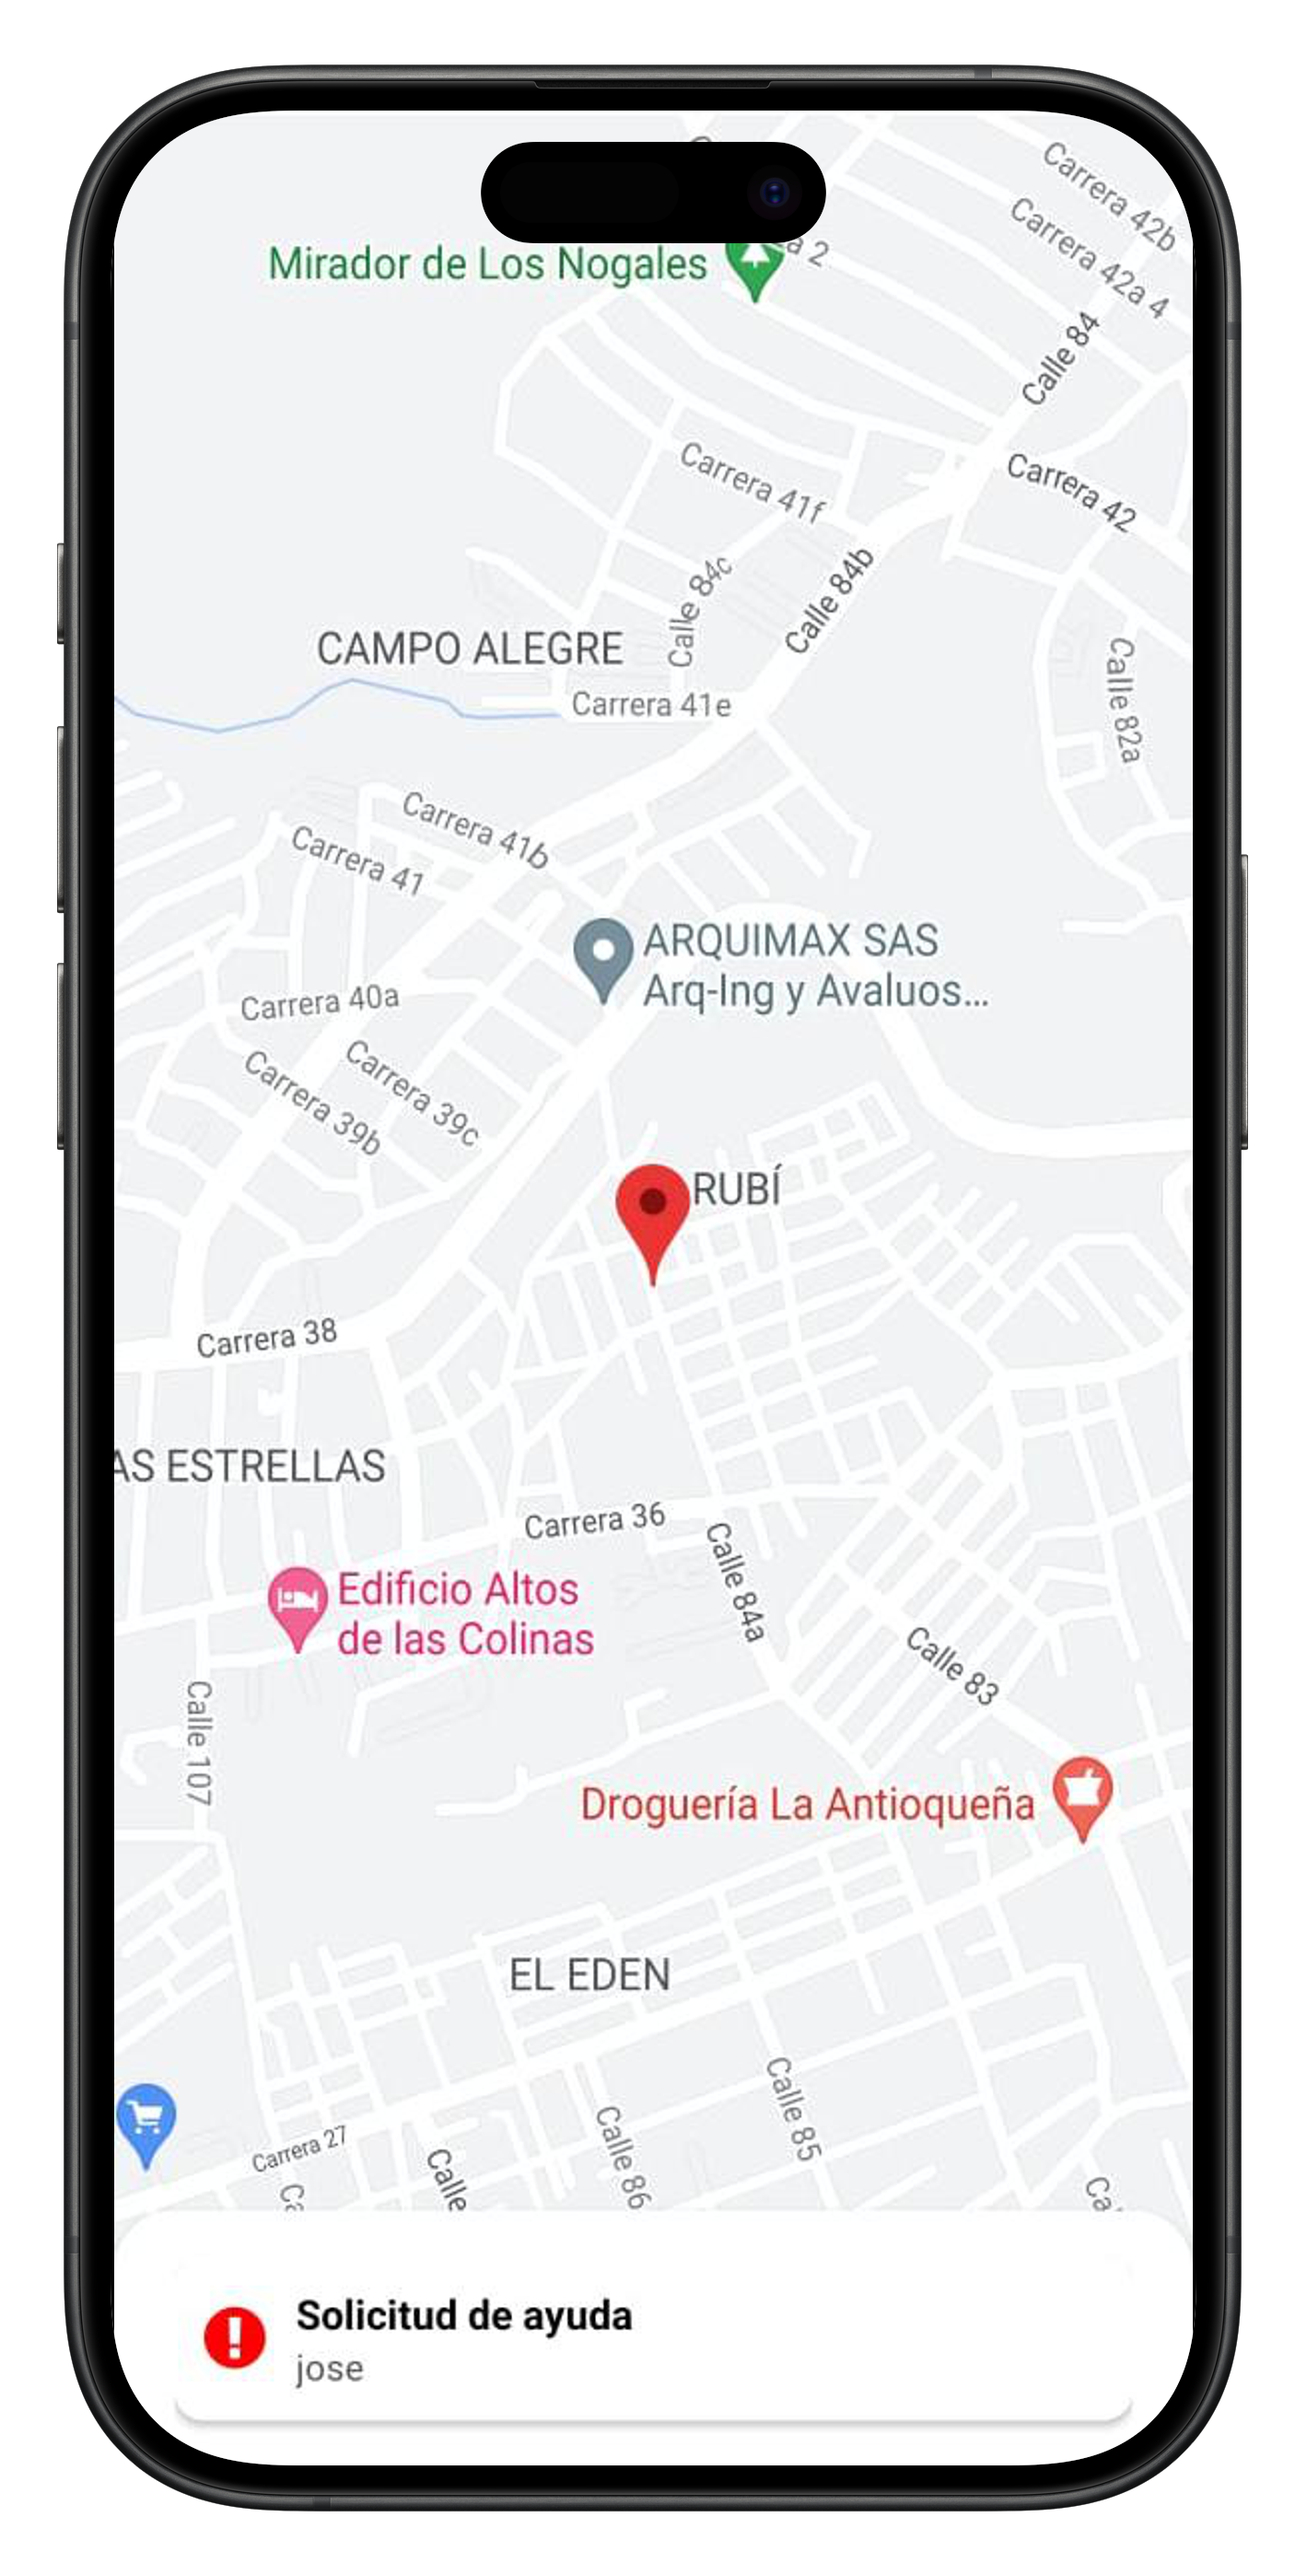 Carrera 42b
Carrera 42a 4
Mirador de Los Nogales
a 2
Calle 84
Carrera 41f
Carrera 42
Calle 84c
Calle 84b
CAMPO ALEGRE
Calle 82a
Carrera 41e
Carrera 41b
Carrera 41
ARQUIMAX SAS
Arq-Ing y Avaluos...
Carrera 40a
Carrera 39c
Carrera 39b
RUBÍ
Carrera 38
AS ESTRELLAS
Carrera 36
Calle 84a
Edificio Altos
de las Colinas
Calle 83
Calle 107
Droguería La Antioqueña
EL EDEN
Calle 85
Carrera 27
Calle 86
Calle
Ca
Ca
Solicitud de ayuda
jose